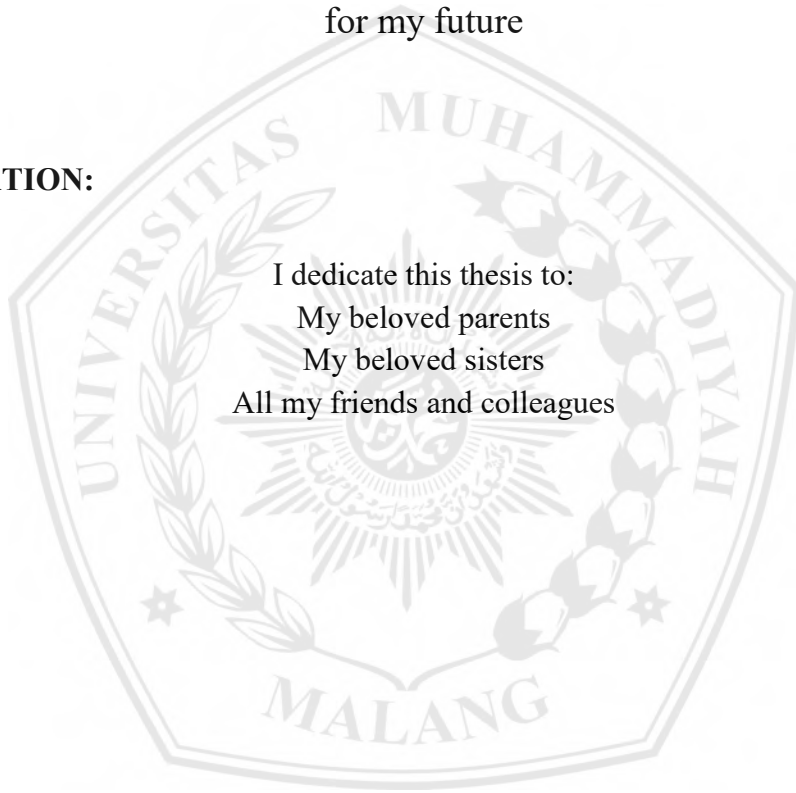 for my future
ATION:
I dedicate this thesis to:
My beloved parents
My beloved sisters
All my friends and colleagues
UNIVERSITAS MUHAMMADIYAH
MALANG